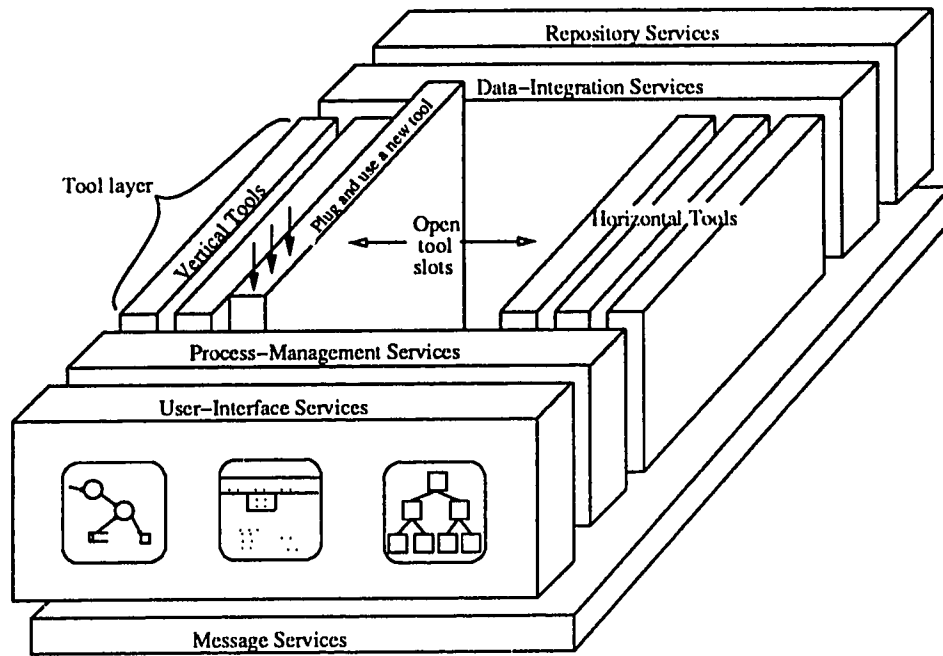 Repository Services
Data-Integration Services
Plug and use a new tool
Tool layer
Vertical Tools
Open
tool
slots
Horizontal Tools
Process-Management Services
User-Interface Services
Message Services